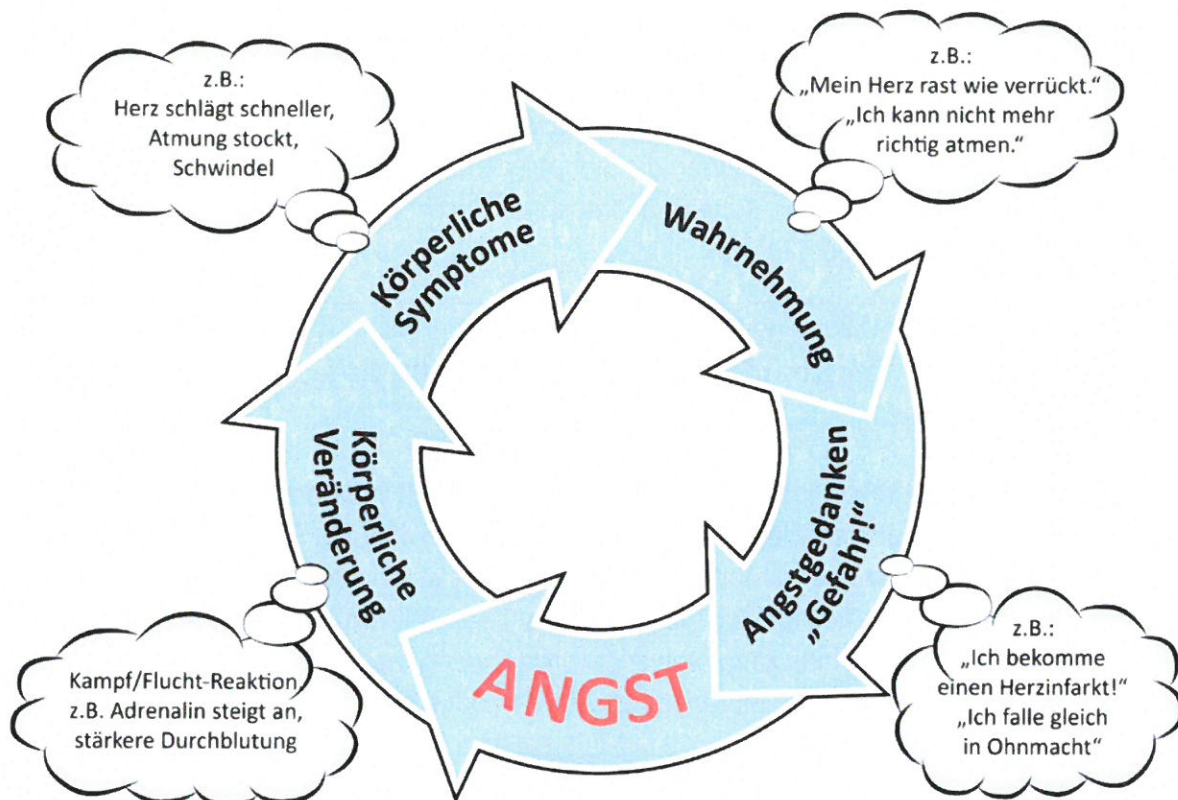 z.B.:
Herz schlägt schneller,
Atmung stockt,
Schwindel
z.B.:
„Mein Herz rast wie verrückt.“
„Ich kann nicht mehr
richtig atmen.“
Körperliche
Symptome
Wahrnehmung
Angstgedanken
„Gefahr!“
ANGST
Körperliche
Veränderung
Kampf/Flucht-Reaktion
z.B. Adrenalin steigt an,
stärkere Durchblutung
z.B.:
„Ich bekomme
einen Herzinfarkt!“
„Ich falle gleich
in Ohnmacht“